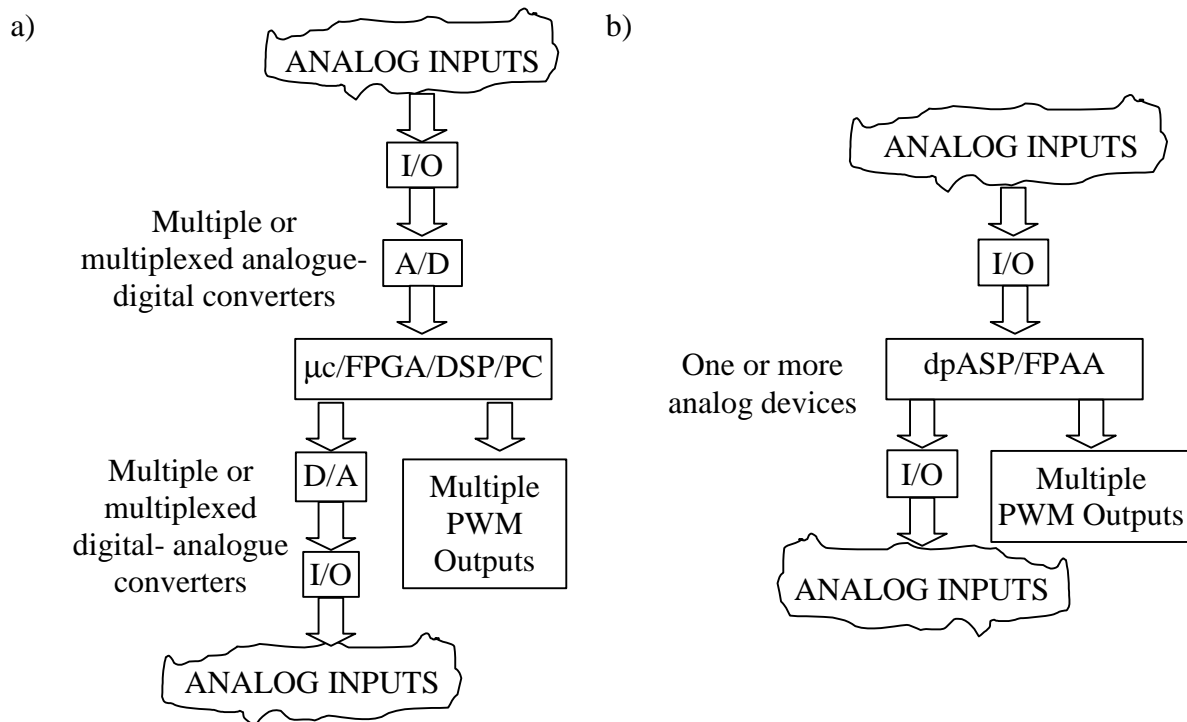 a)
ANALOG INPUTS
I/O
Multiple or
multiplexed analogue-
digital converters
A/D
μc/FPGA/DSP/PC
Multiple or
multiplexed
digital- analogue
converters
D/A
I/O
Multiple
PWM
Outputs
ANALOG INPUTS
b)
ANALOG INPUTS
I/O
One or more
analog devices
dpASP/FPAA
I/O
Multiple
PWM Outputs
ANALOG INPUTS